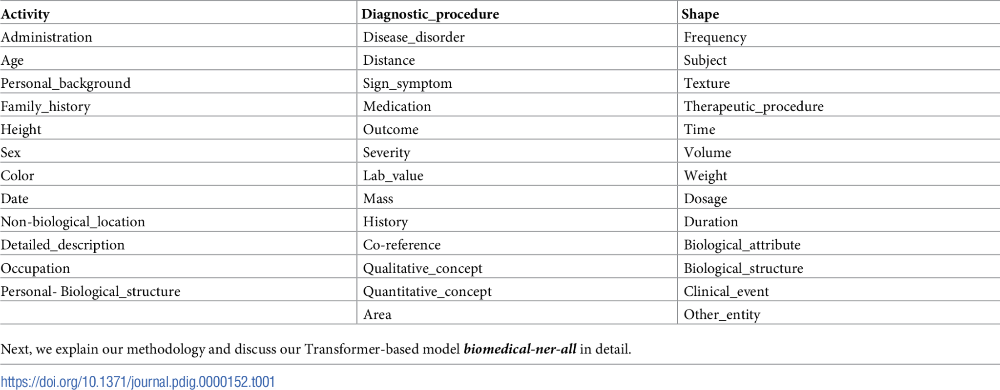 Activity Diagnostic_procedure Shape
Administration Disease_disorder Frequency
Age Distance Subject
Personal_background Sign_symptom Texture
Family_history Medication Therapeutic_procedure
Height Outcome Time
Sex Severity Volume
Color Lab_value Weight
Date Mass Dosage
Non-biological_location History Duration
Detailed_description Co-reference Biological_attribute
Occupation Qualitative_concept Biological_structure
Personal- Biological_structure Quantitative_concept Clinical_event
Area Other_entity
Next, we explain our methodology and discuss our Transformer-based model biomedical-ner-all in detail.
https://doi.org/10.1371/journal.pdig.0000152.t001